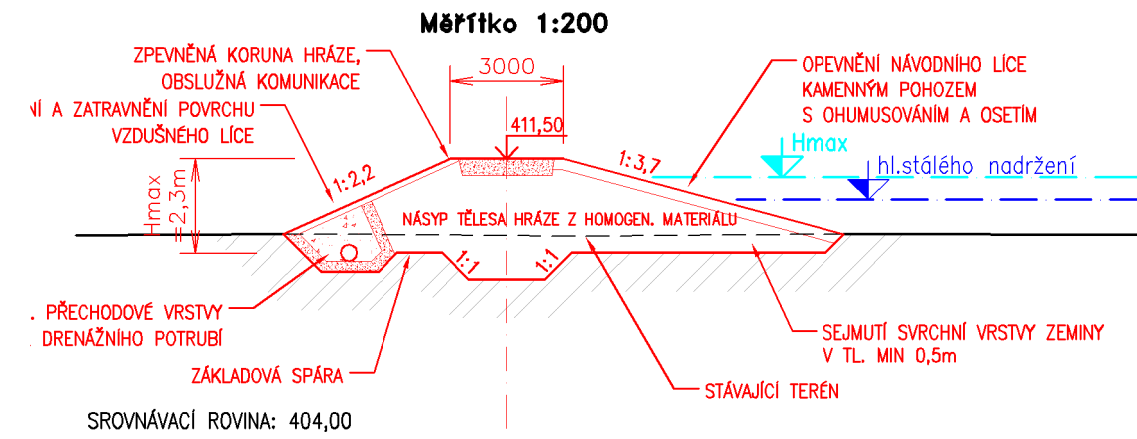 Měřítko 1:200
ZPEVNĚNÁ KORUNA HRÁZE,
OBSLUŽNÁ KOMUNIKACE
3000
OPEVNĚNÍ NÁVODNÍHO LÍCE
KAMENNÝM POHOZEM
S OHUMUSOVÁNÍM A OSETÍM
A ZATRAVNĚNÍ POVRCHU
VZDUŠNÉHO LÍCE
411,50
Hmax
hl.stálého nadržení
1:2,2
1:3,7
Hmax
=2,3m
NÁSYP TĚLESA HRÁZE Z HOMOGEN. MATERIÁLU
1:1
1:1
. PŘECHODOVÉ VRSTVY
DRENÁŽNÍHO POTRUBÍ
SEJMUTÍ SVRCHNÍ VRSTVY ZEMINY
V TL. MIN 0,5m
ZÁKLADOVÁ SPÁRA
STÁVAJÍCÍ TERÉN
SROVNÁVACÍ ROVINA: 404,00